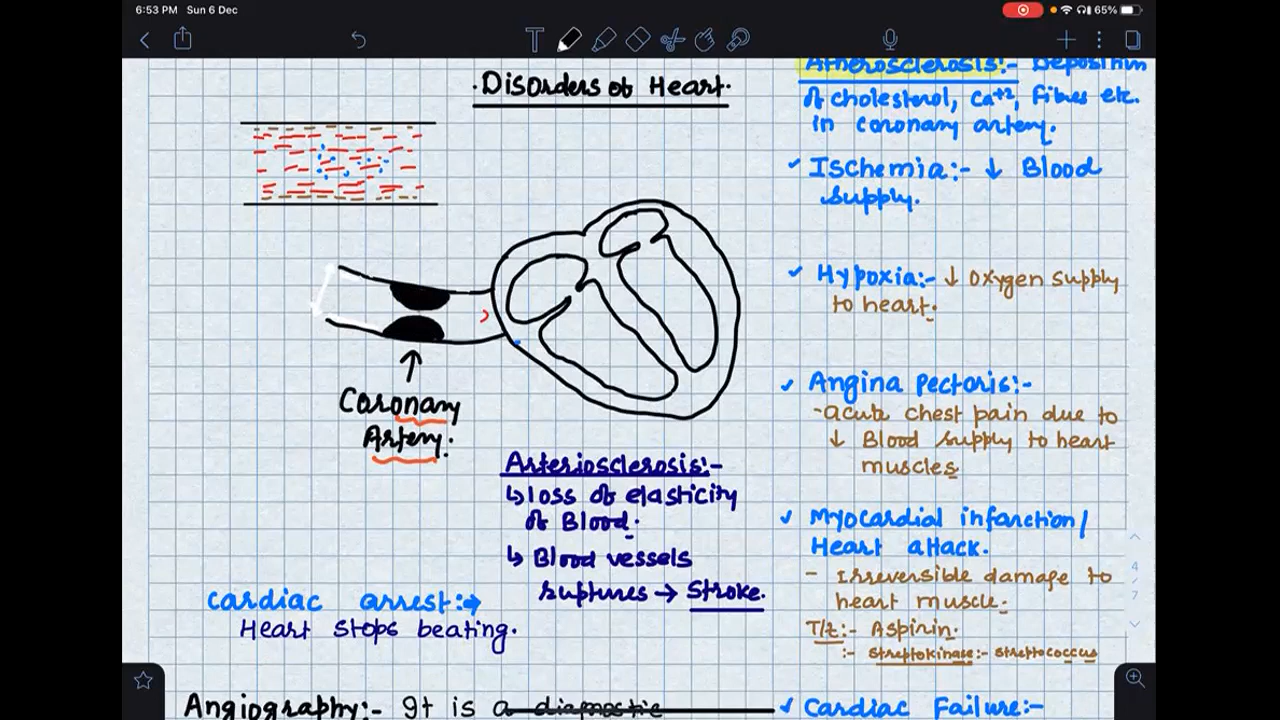 6:53 PM Sun 6 Dec
65%
T
Disorders of Heart.
Atherosclerosis:- Deposition
of cholesterol, Ca+2, Fibres etc.
in coronary artery.
Ischemia:- ↓ Blood
supply.
Hypoxia:- ↓ oxygen supply
to heart.
Angina Pectoris:-
-acute chest pain due to
↓ Blood supply to heart
muscles
Myocardial infarction/
Heart attack.
- Irreversible damage to
heart muscle.
T/t:- Aspirin.
:- Streptokinase:- Streptococcus
Cardiac Failure:-
Coronary
Artery.
Arteriosclerosis:-
↳ loss of elasticity
of Blood.
↳ Blood vessels
ruptures → Stroke.
Cardiac arrest:→
Heart stops beating.
Angiography:- It is a diagnostic
4
7